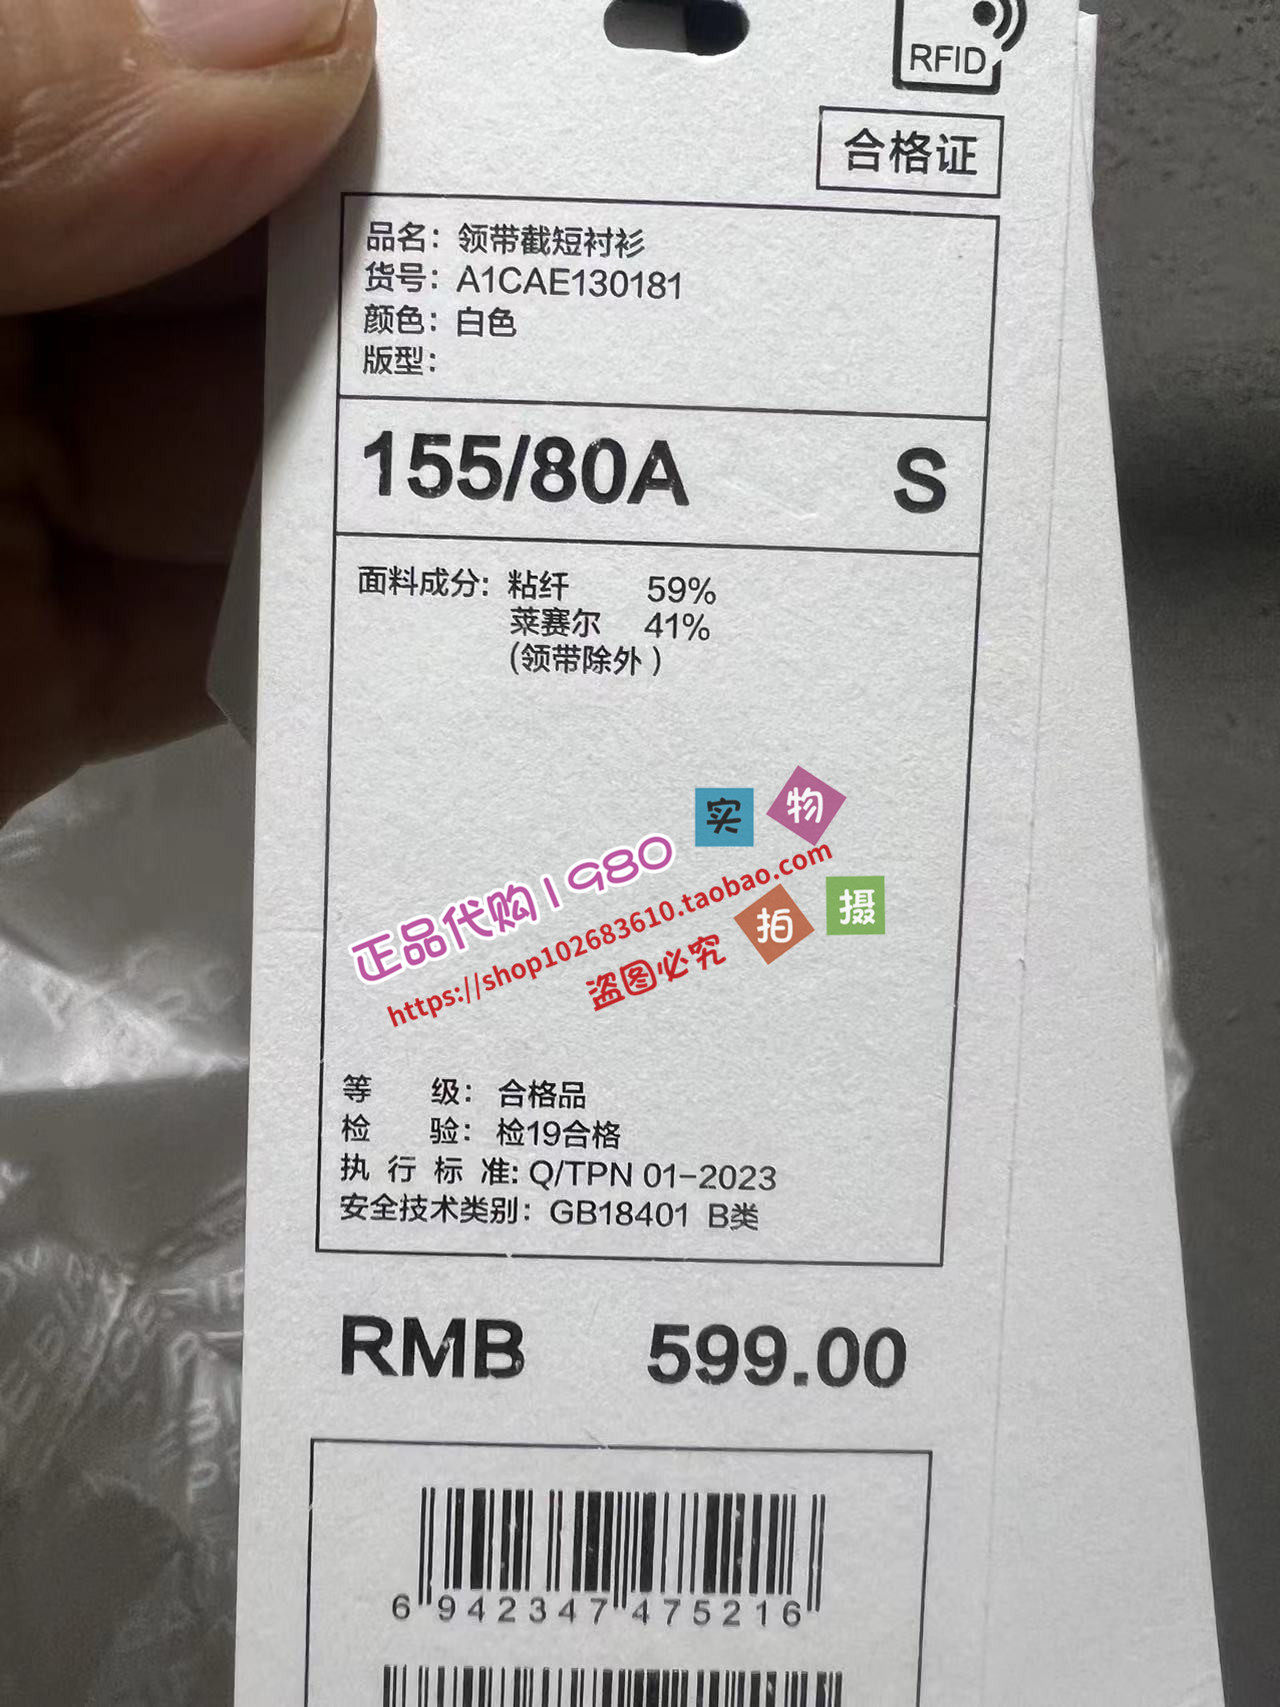 RFID
合格证
品名：领带截短衬衫
货号：A1CAE130181
颜色：白色
版型：
155/80A S
面料成分：粘纤 59%
莱赛尔 41%
(领带除外)
实物
正品代购1980
https://shop102683610.taobao.com
拍摄
盗图必究
等 级：合格品
检 验：检19合格
执行标准：Q/TPN 01-2023
安全技术类别：GB18401 B类
RMB 599.00
6 942347 475216